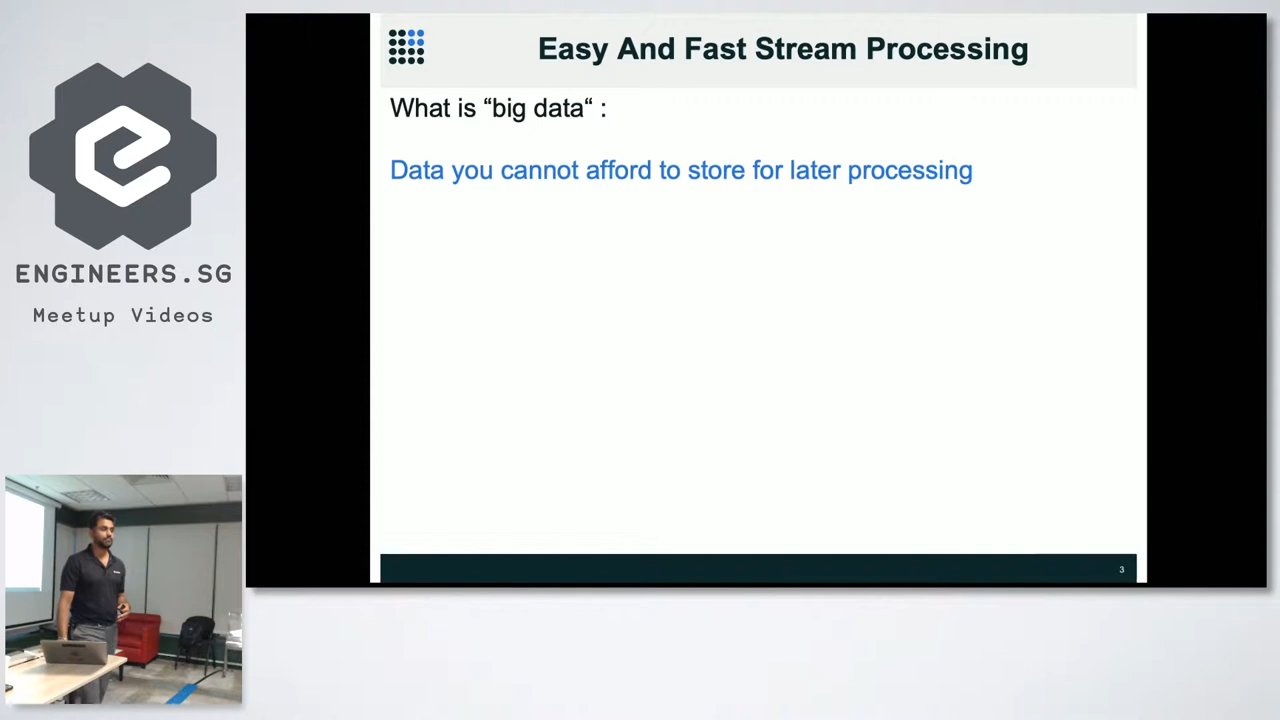 ENGINEERS.SG
Meetup Videos
Easy And Fast Stream Processing
What is “big data“ :
Data you cannot afford to store for later processing
3